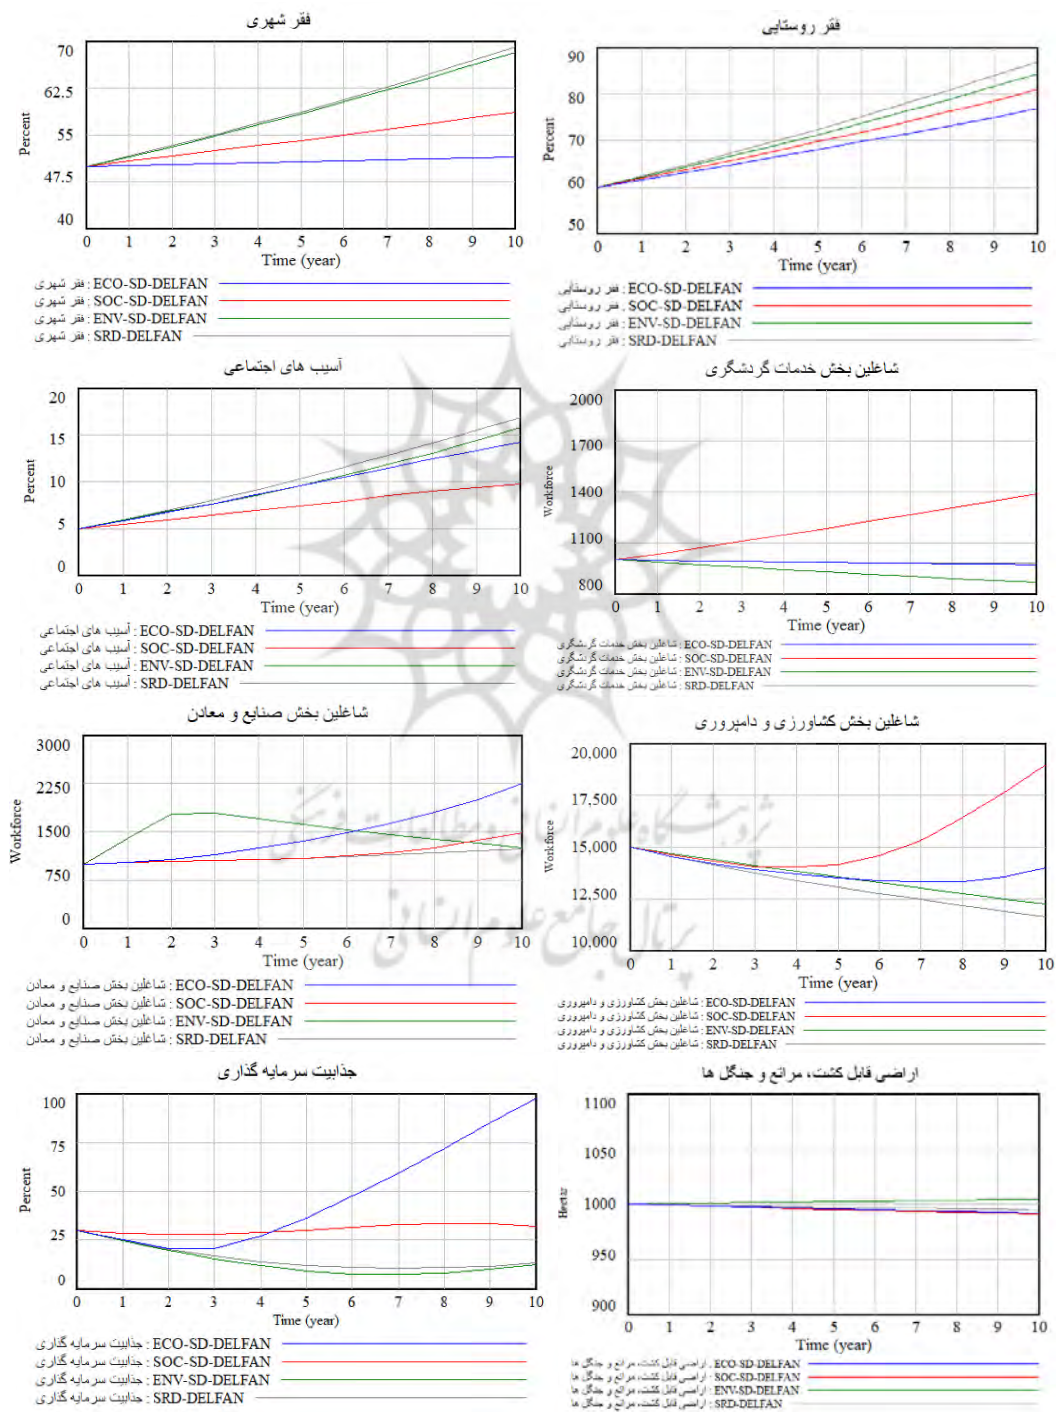 فقر شهری
70
62.5
55
47.5
40
Percent
0 1 2 3 4 5 6 7 8 9 10
Time (year)
فقر شهری : ECO-SD-DELFAN
فقر شهری : SOC-SD-DELFAN
فقر شهری : ENV-SD-DELFAN
فقر شهری : SRD-DELFAN
فقر روستایی
90
80
70
60
50
Percent
0 1 2 3 4 5 6 7 8 9 10
Time (year)
فقر روستایی : ECO-SD-DELFAN
فقر روستایی : SOC-SD-DELFAN
فقر روستایی : ENV-SD-DELFAN
فقر روستایی : SRD-DELFAN
آسیب های اجتماعی
20
15
10
5
0
Percent
0 1 2 3 4 5 6 7 8 9 10
Time (year)
آسیب های اجتماعی : ECO-SD-DELFAN
آسیب های اجتماعی : SOC-SD-DELFAN
آسیب های اجتماعی : ENV-SD-DELFAN
آسیب های اجتماعی : SRD-DELFAN
شاغلین بخش خدمات گردشگری
2000
1700
1400
1100
800
Workforce
0 1 2 3 4 5 6 7 8 9 10
Time (year)
شاغلین بخش خدمات گردشگری : ECO-SD-DELFAN
شاغلین بخش خدمات گردشگری : SOC-SD-DELFAN
شاغلین بخش خدمات گردشگری : ENV-SD-DELFAN
شاغلین بخش خدمات گردشگری : SRD-DELFAN
شاغلین بخش صنایع و معادن
3000
2250
1500
750
0
Workforce
0 1 2 3 4 5 6 7 8 9 10
Time (year)
شاغلین بخش صنایع و معادن : ECO-SD-DELFAN
شاغلین بخش صنایع و معادن : SOC-SD-DELFAN
شاغلین بخش صنایع و معادن : ENV-SD-DELFAN
شاغلین بخش صنایع و معادن : SRD-DELFAN
شاغلین بخش کشاورزی و دامپروری
20,000
17,500
15,000
12,500
10,000
Workforce
0 1 2 3 4 5 6 7 8 9 10
Time (year)
شاغلین بخش کشاورزی و دامپروری : ECO-SD-DELFAN
شاغلین بخش کشاورزی و دامپروری : SOC-SD-DELFAN
شاغلین بخش کشاورزی و دامپروری : ENV-SD-DELFAN
شاغلین بخش کشاورزی و دامپروری : SRD-DELFAN
پژوهشگاه علوم انسانی و مطالعات فرهنگی
پرتال جامع علوم انسانی
جذابیت سرمایه گذاری
100
75
50
25
0
Percent
0 1 2 3 4 5 6 7 8 9 10
Time (year)
جذابیت سرمایه گذاری : ECO-SD-DELFAN
جذابیت سرمایه گذاری : SOC-SD-DELFAN
جذابیت سرمایه گذاری : ENV-SD-DELFAN
جذابیت سرمایه گذاری : SRD-DELFAN
اراضی قابل کشت، مراتع و جنگل ها
1100
1050
1000
950
900
Hectar
0 1 2 3 4 5 6 7 8 9 10
Time (year)
اراضی قابل کشت، مراتع و جنگل ها : ECO-SD-DELFAN
اراضی قابل کشت، مراتع و جنگل ها : SOC-SD-DELFAN
اراضی قابل کشت، مراتع و جنگل ها : ENV-SD-DELFAN
اراضی قابل کشت، مراتع و جنگل ها : SRD-DELFAN